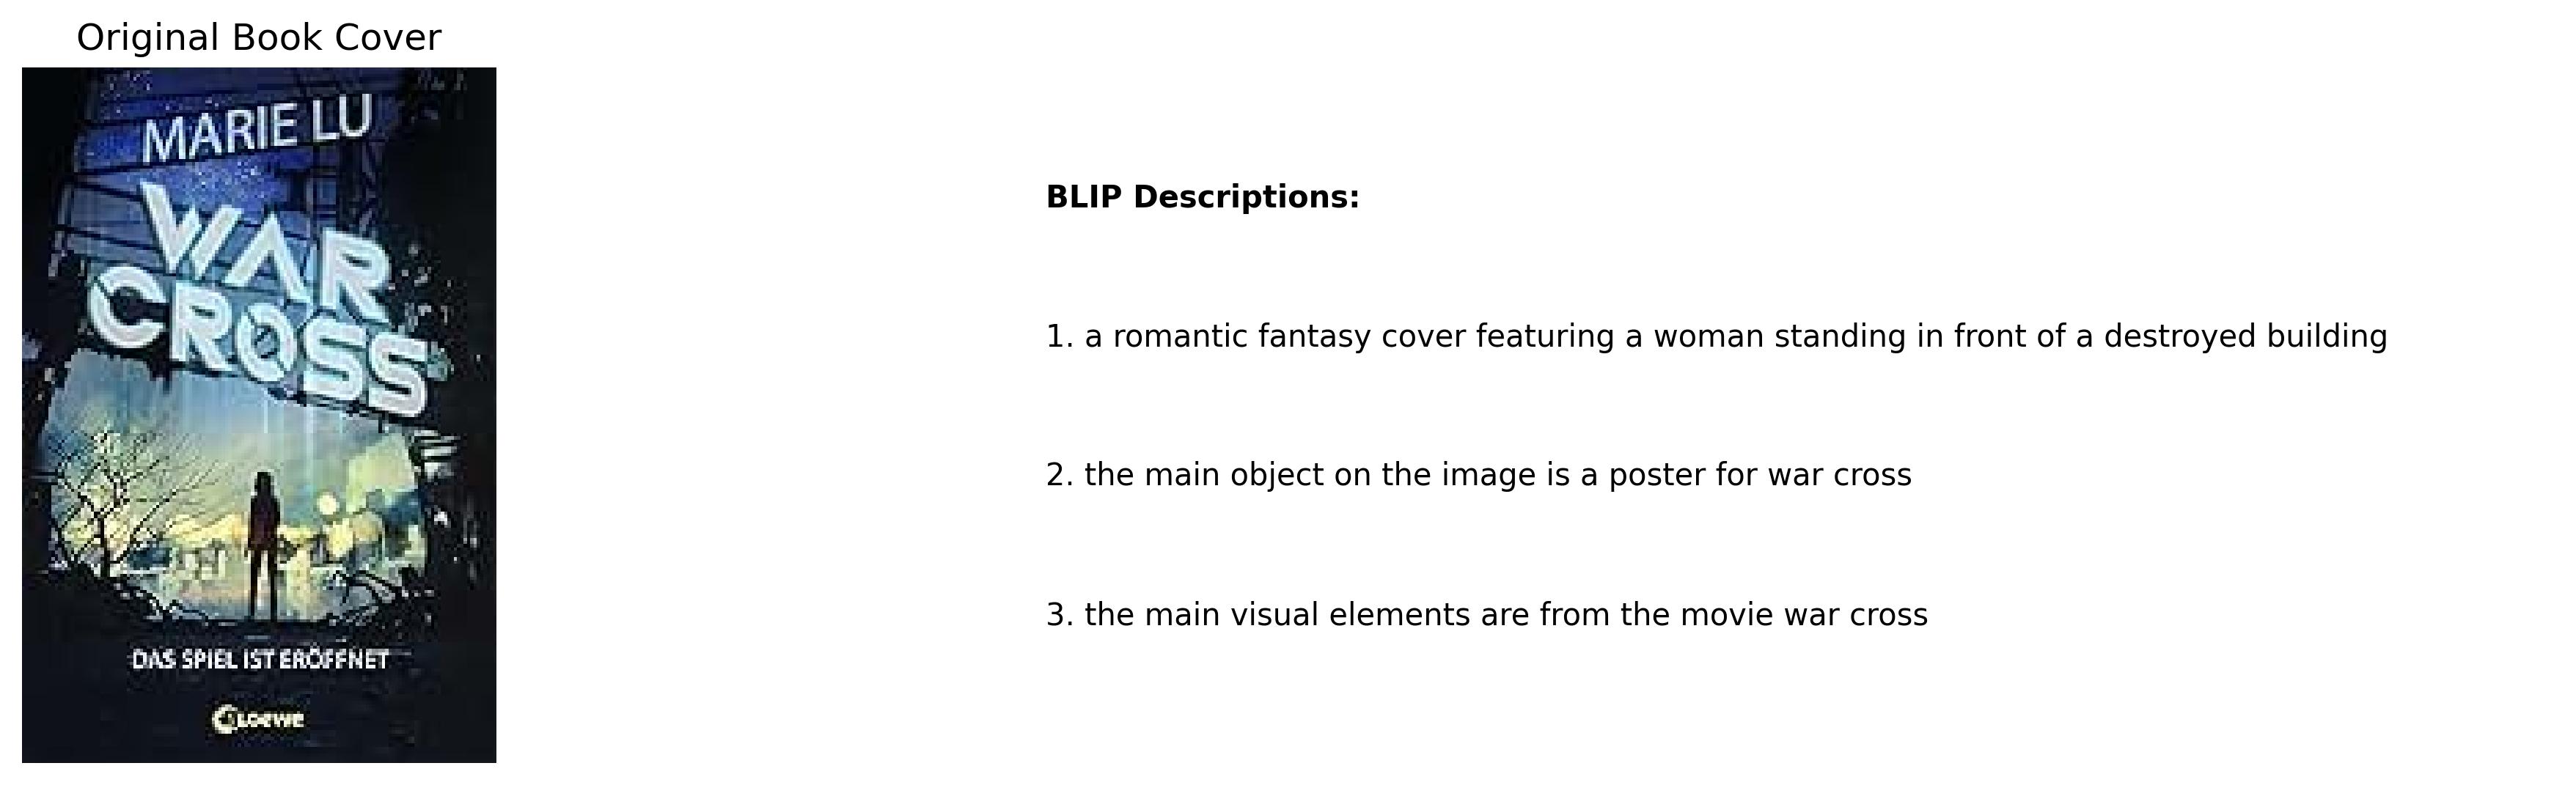 Original Book Cover
MARIE LU
WAR
CROSS
DAS SPIEL IST ERÖFFNET
LOEWE
BLIP Descriptions:
1. a romantic fantasy cover featuring a woman standing in front of a destroyed building
2. the main object on the image is a poster for war cross
3. the main visual elements are from the movie war cross